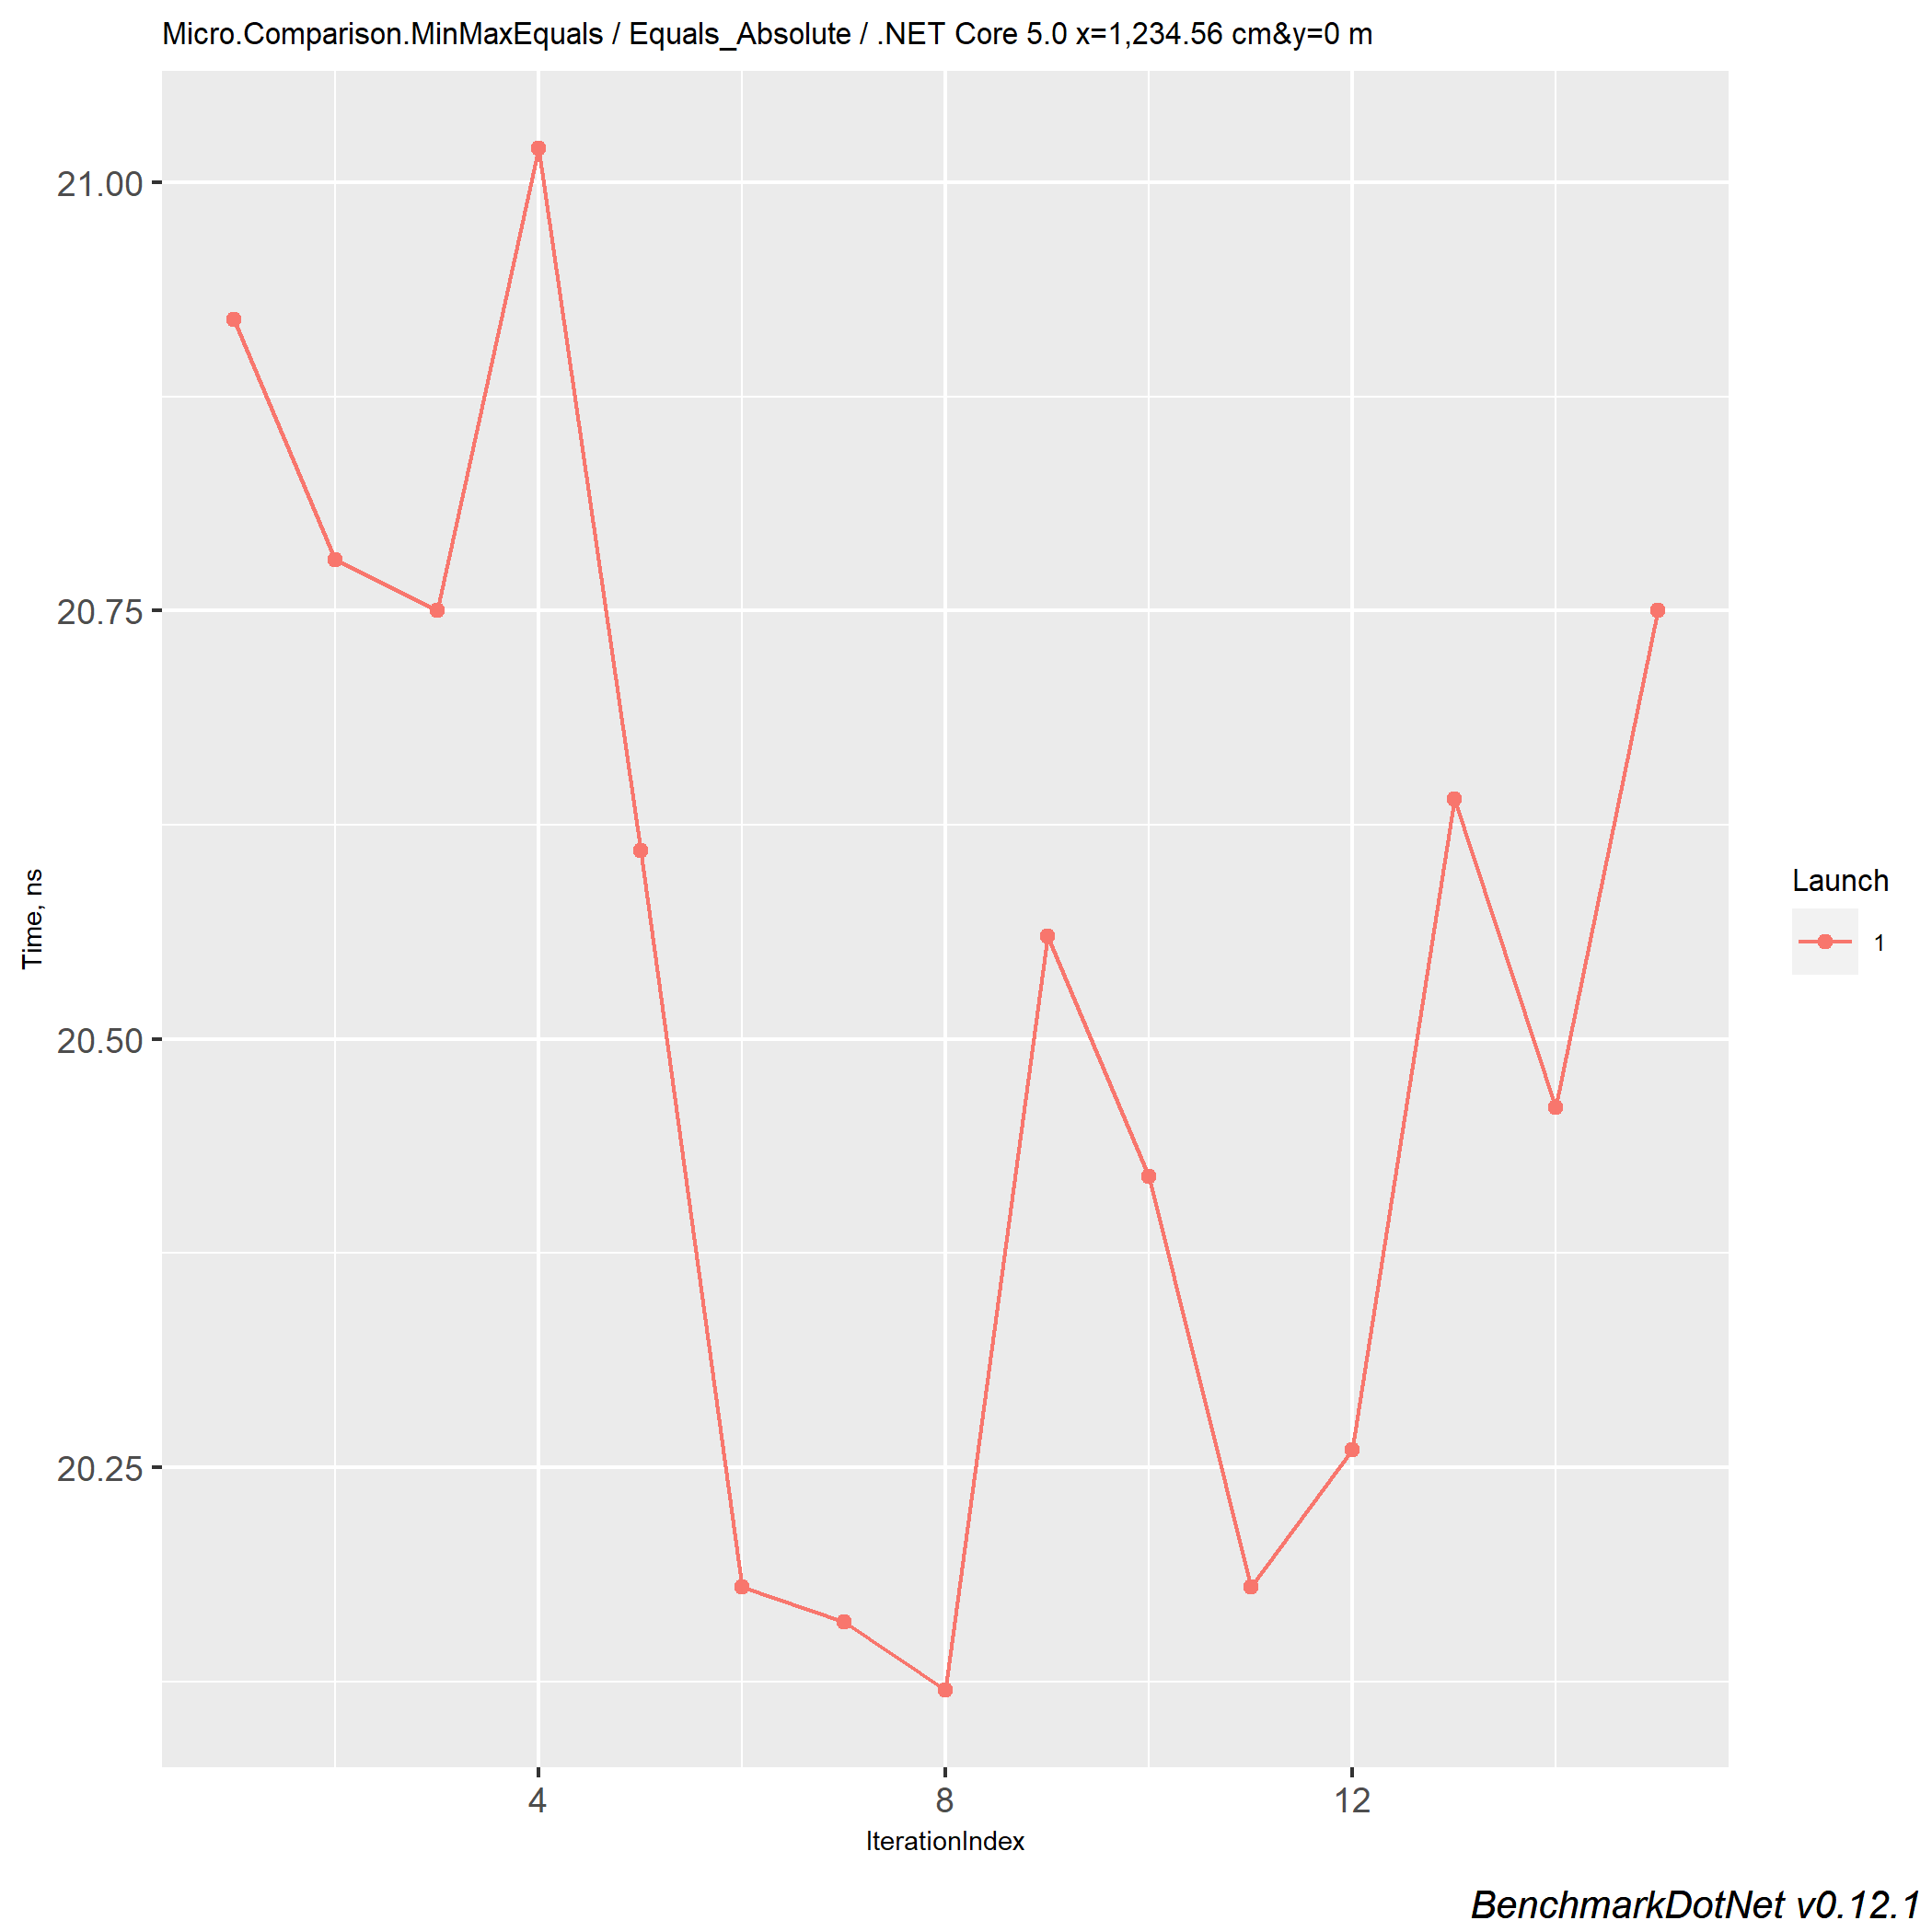 Micro.Comparison.MinMaxEquals / Equals_Absolute / .NET Core 5.0 x=1,234.56 cm&y=0 m
21.00
20.75
20.50
20.25
Time, ns
4 8 12
IterationIndex
Launch
1
BenchmarkDotNet v0.12.1